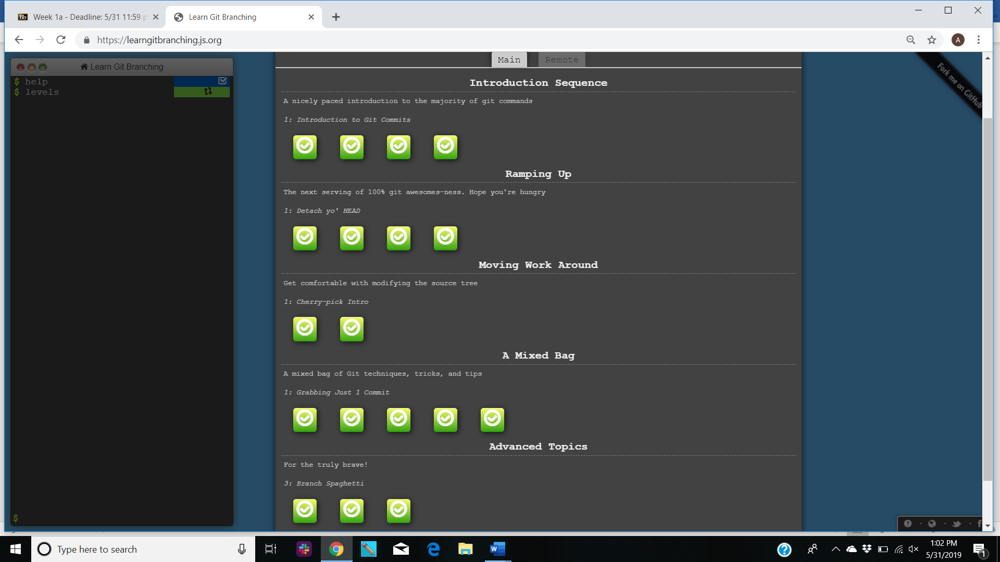 Bb Week 1a - Deadline: 5/31 11:59 p
Learn Git Branching
https://learngitbranching.js.org
A
Learn Git Branching
$ help
$ levels
$
Main Remote
Introduction Sequence
A nicely paced introduction to the majority of git commands
1: Introduction to Git Commits
Ramping Up
The next serving of 100% git awesomes-ness. Hope you're hungry
1: Detach yo' HEAD
Moving Work Around
Get comfortable with modifying the source tree
1: Cherry-pick Intro
A Mixed Bag
A mixed bag of Git techniques, tricks, and tips
1: Grabbing Just 1 Commit
Advanced Topics
For the truly brave!
3: Branch Spaghetti
Fork me on GitHub
Type here to search
1:02 PM
5/31/2019
1